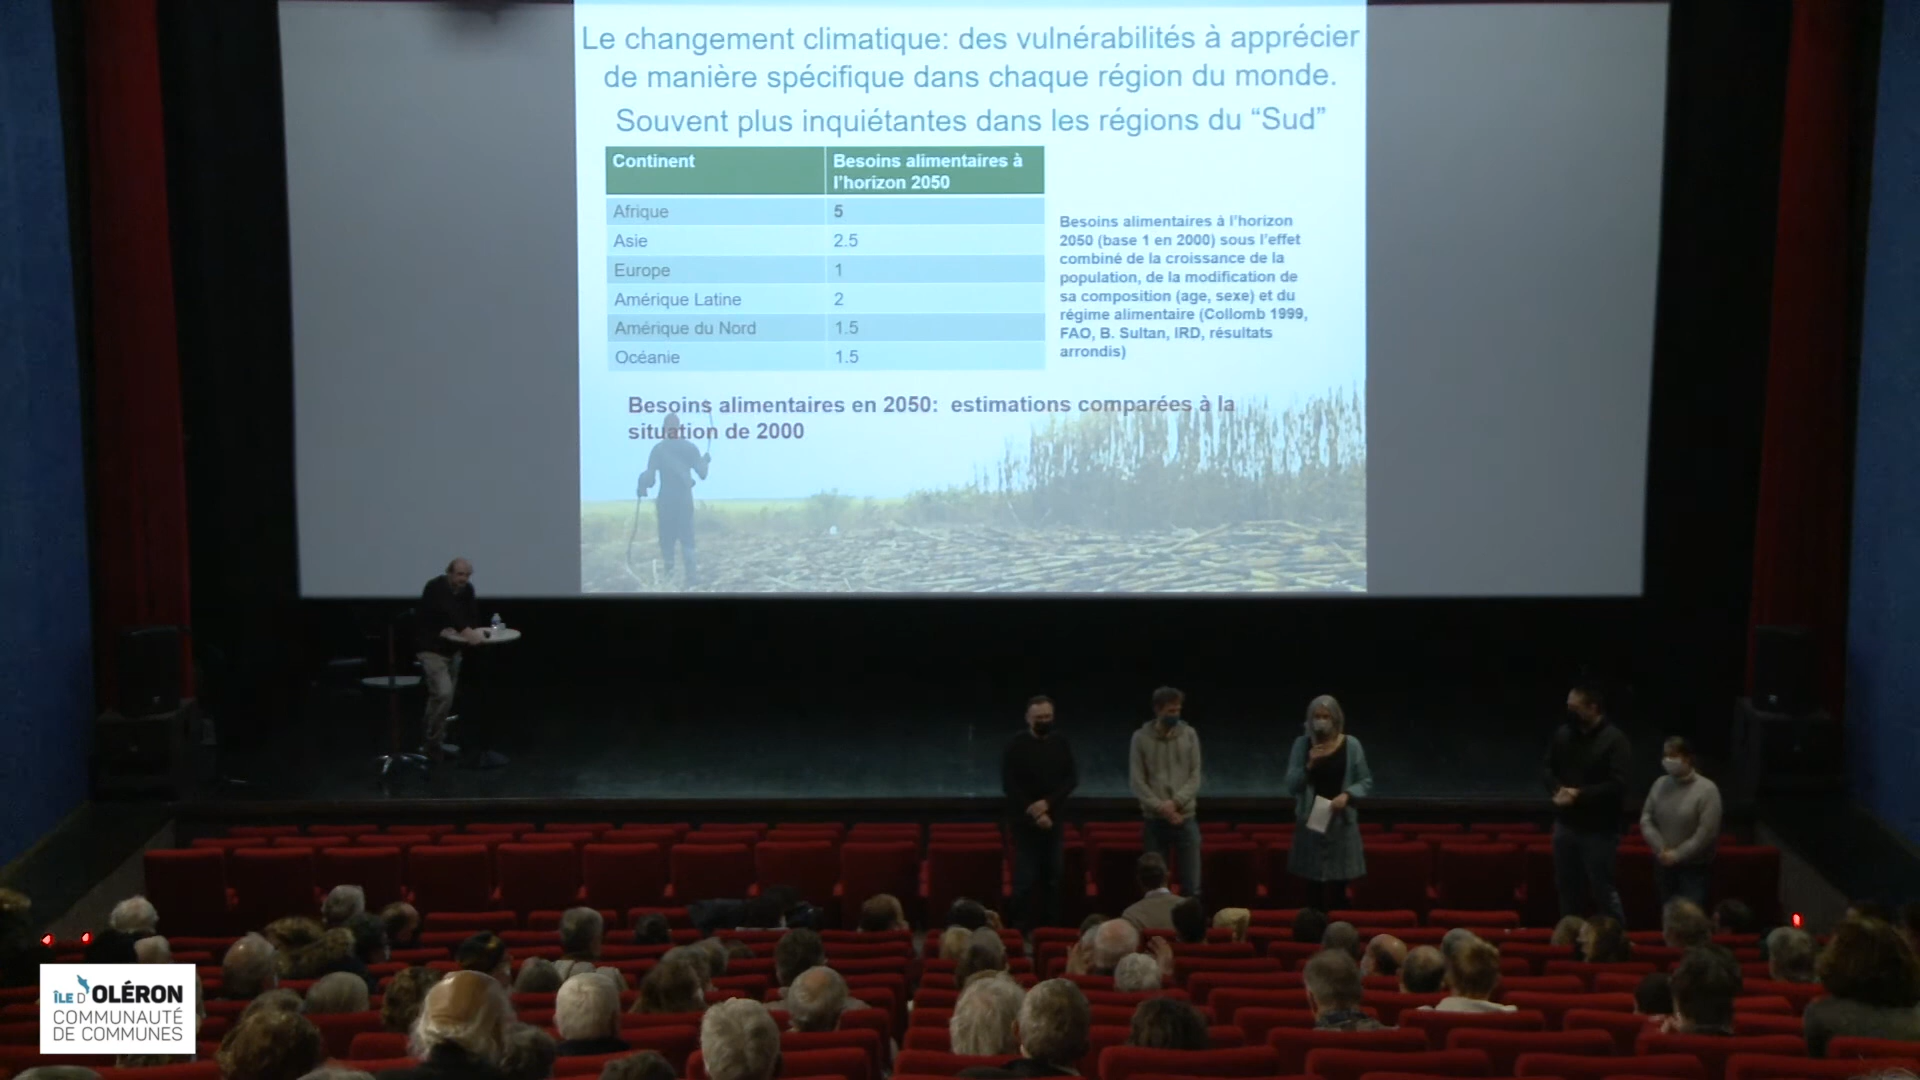 Le changement climatique: des vulnérabilités à apprécier
de manière spécifique dans chaque région du monde.
Souvent plus inquiétantes dans les régions du “Sud”
Continent
Besoins alimentaires à
l’horizon 2050
Afrique 5
Asie 2.5
Europe 1
Amérique Latine 2
Amérique du Nord 1.5
Océanie 1.5
Besoins alimentaires à l’horizon
2050 (base 1 en 2000) sous l’effet
combiné de la croissance de la
population, de la modification de
sa composition (age, sexe) et du
régime alimentaire (Collomb 1999,
FAO, B. Sultan, IRD, résultats
arrondis)
Besoins alimentaires en 2050: estimations comparées à la
situation de 2000
ÎLE D'OLÉRON
COMMUNAUTÉ
DE COMMUNES